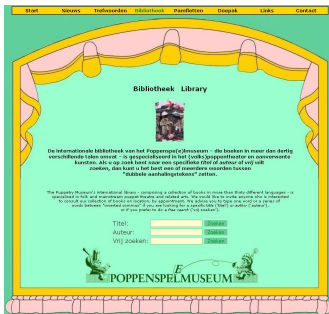 Start Nieuws Trefwoorden Bibliotheek Pamfletten Doepak Links Contact
Bibliotheek Library
De internationale bibliotheek van het Poppenspe(e)lmuseum – die boeken in meer dan dertig
verschillende talen omvat – is gespecialiseerd in het (volks)poppentheater en aanverwante
kunsten. Als u op zoek bent naar een specifieke titel of auteur of vrij wilt
zoeken, dan kunt u het best een of meerdere woorden tussen
"dubbele aanhalingstekens" zetten.
The Puppetry Museum's international library – comprising a collection of books in more than thirty different languages – is
specialised in folk and mainstream puppet theatre and related arts. We would like to invite anyone who is interested
to consult our collection of books on location, by appointment. We advise you to type one word or a series of
words between "inverted commas" if you are looking for a specific title ('titel') or author ('auteur'),
or if you prefer to do a free search ('vrij zoeken').
Titel: Zoeken
Auteur: Zoeken
Vrij zoeken: Zoeken
POPPENSPELMUSEUM